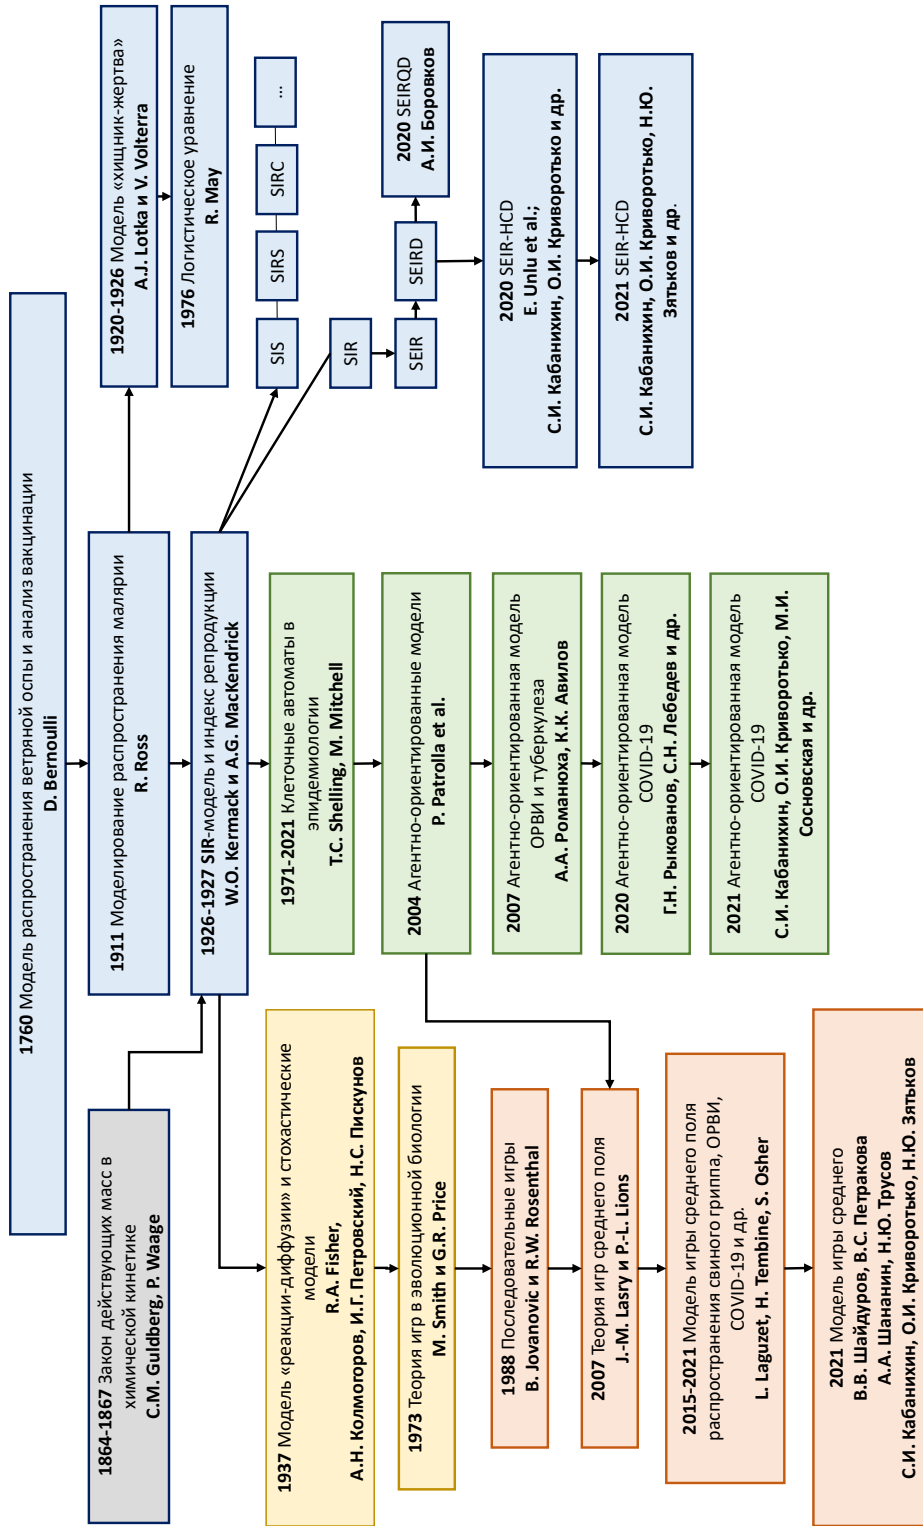 1760 Модель распространения ветряной оспы и анализ вакцинации
D. Bernoulli
1864-1867 Закон действующих масс в
химической кинетике
C.M. Guldberg, P. Waage
1911 Моделирование распространения малярии
R. Ross
1920-1926 Модель «хищник-жертва»
A.J. Lotka и V. Volterra
1976 Логистическое уравнение
R. May
1926-1927 SIR-модель и индекс репродукции
W.O. Kermack и A.G. MacKendrick
SIS
SIRS
SIRC
...
SIR
SEIR
SEIRD
2020 SEIRQD
А.И. Боровков
2020 SEIR-HCD
E. Unlu et al.;
С.И. Кабанихин, О.И. Криворотько и др.
2021 SEIR-HCD
С.И. Кабанихин, О.И. Криворотько, Н.Ю.
Зятьков и др.
1971-2021 Клеточные автоматы в
эпидемиологии
T.C. Shelling, M. Mitchell
2004 Агентно-ориентированные модели
P. Patrolla et al.
2007 Агентно-ориентированная модель
ОРВИ и туберкулеза
А.А. Романюха, К.К. Авилов
2020 Агентно-ориентированная модель
COVID-19
Г.Н. Рыкованов, С.Н. Лебедев и др.
2021 Агентно-ориентированная модель
COVID-19
С.И. Кабанихин, О.И. Криворотько, М.И.
Сосновская и др.
1937 Модель «реакции-диффузии» и стохастические
модели
R.A. Fisher,
А.Н. Колмогоров, И.Г. Петровский, Н.С. Пискунов
1973 Теория игр в эволюционной биологии
M. Smith и G.R. Price
1988 Последовательные игры
B. Jovanovic и R.W. Rosenthal
2007 Теория игр среднего поля
J.-M. Lasry и P.-L. Lions
2015-2021 Модель игры среднего поля
распространения свиного гриппа, ОРВИ,
COVID-19 и др.
L. Laguzet, H. Tembine, S. Osher
2021 Модель игры среднего
В.В. Шайдуров, В.С. Петракова
А.А. Шананин, Н.Ю. Трусов
С.И. Кабанихин, О.И. Криворотько, Н.Ю. Зятьков